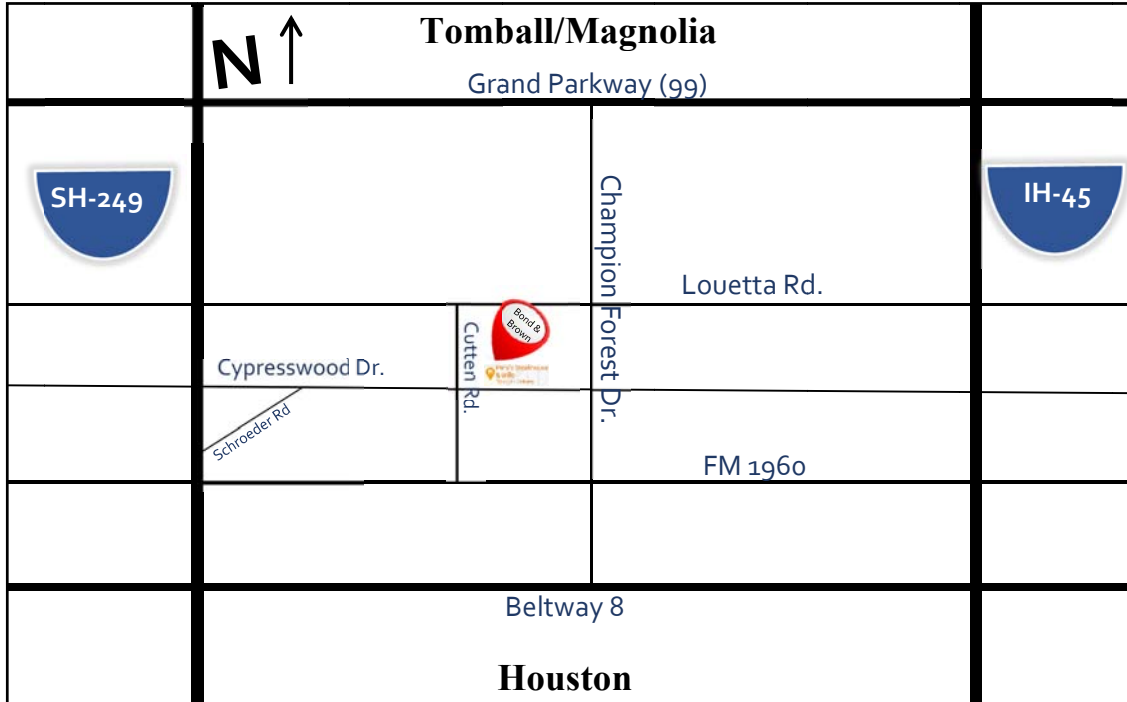 Tomball/Magnolia
N
Grand Parkway (99)
SH-249
IH-45
Champion Forest Dr.
Louetta Rd.
Bond &
Brown
Cutten Rd.
Cypresswood Dr.
Schroeder Rd
FM 1960
Beltway 8
Houston